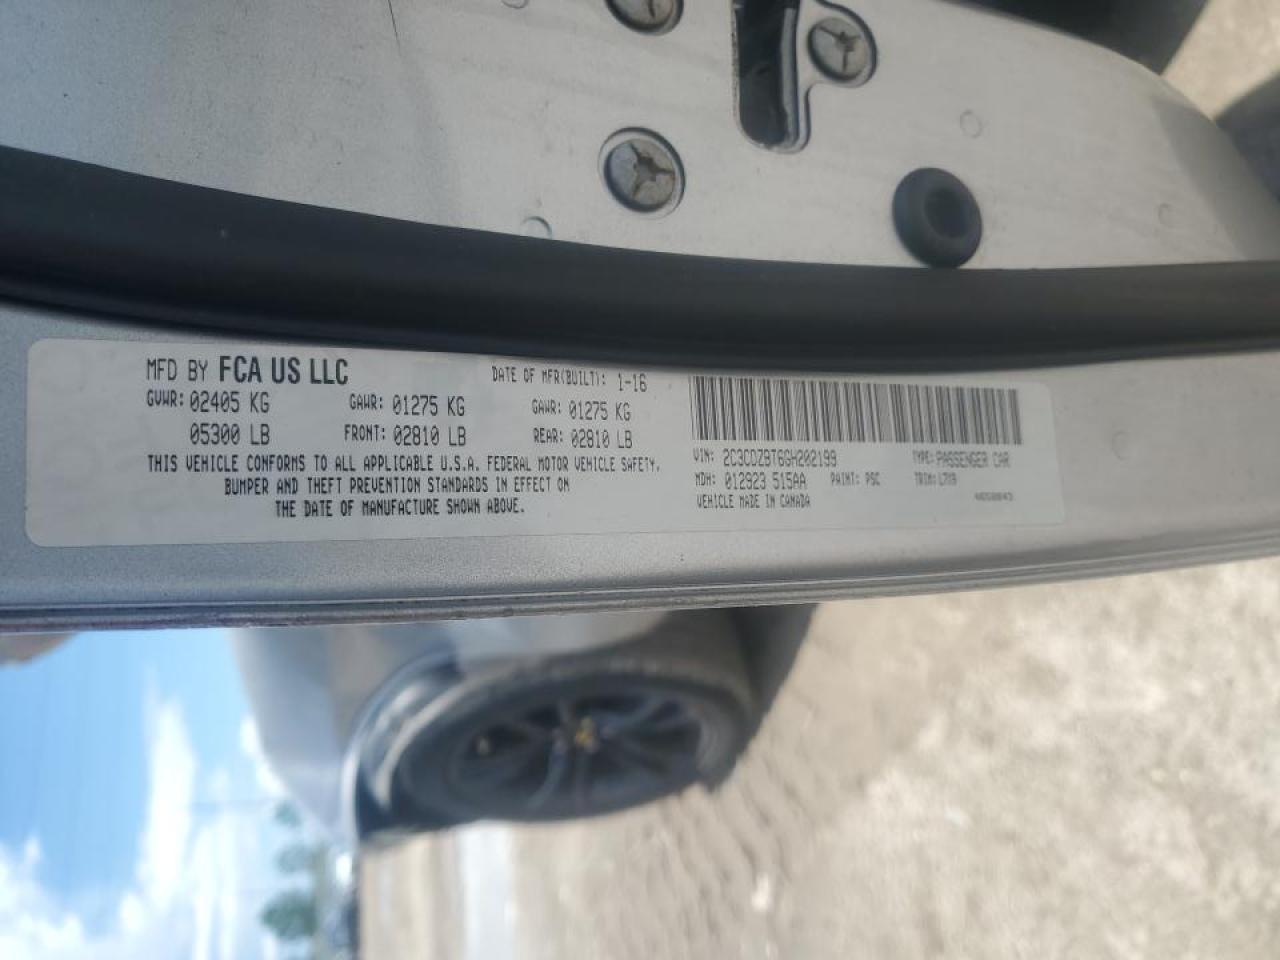 MFD BY FCA US LLC
DATE OF MFR(BUILT): 1-16
GVWR: 02405 KG GAWR: 01275 KG GAWR: 01275 KG
05300 LB FRONT: 02810 LB REAR: 02810 LB
THIS VEHICLE CONFORMS TO ALL APPLICABLE U.S.A. FEDERAL MOTOR VEHICLE SAFETY,
BUMPER AND THEFT PREVENTION STANDARDS IN EFFECT ON
THE DATE OF MANUFACTURE SHOWN ABOVE.
VIN: 2C3CDZBT6GH202199 TYPE: PASSENGER CAR
MDH: 012923 515AA PAINT: PSC TRIM: L7X9
VEHICLE MADE IN CANADA